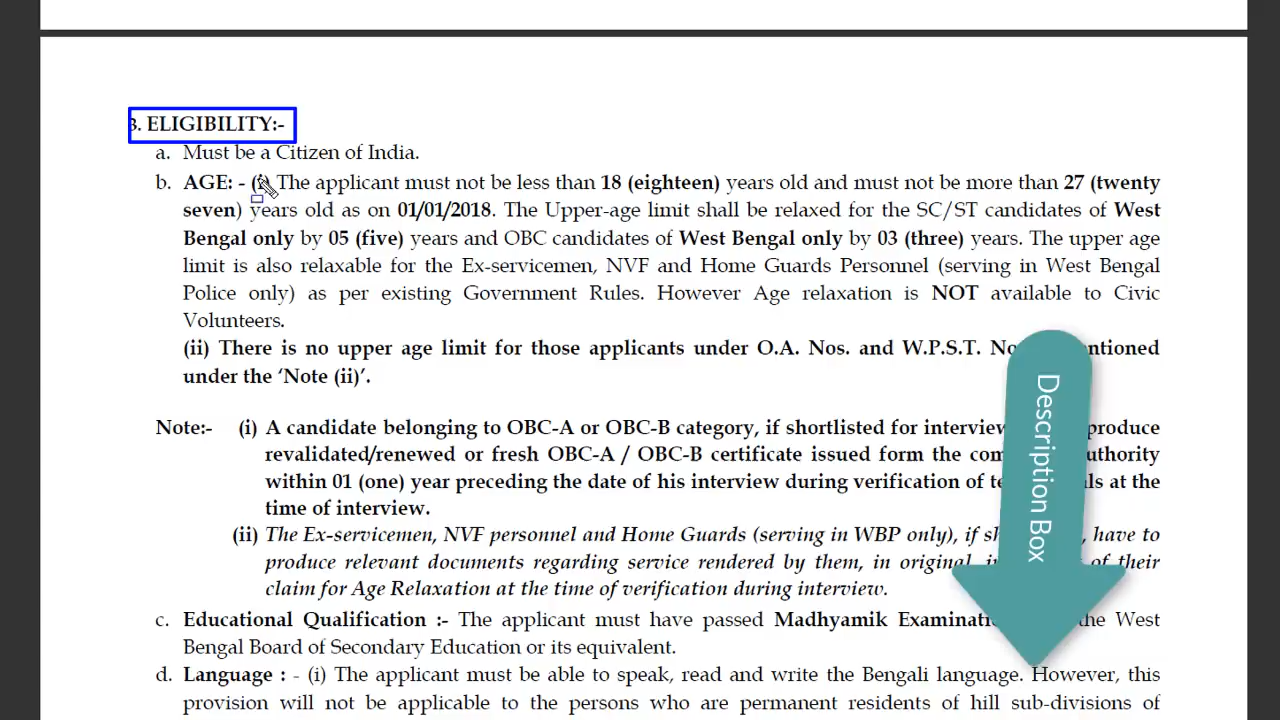 3. ELIGIBILITY:-
a. Must be a Citizen of India.
b. AGE: - (i) The applicant must not be less than 18 (eighteen) years old and must not be more than 27 (twenty
seven) years old as on 01/01/2018. The Upper-age limit shall be relaxed for the SC/ST candidates of West
Bengal only by 05 (five) years and OBC candidates of West Bengal only by 03 (three) years. The upper age
limit is also relaxable for the Ex-servicemen, NVF and Home Guards Personnel (serving in West Bengal
Police only) as per existing Government Rules. However Age relaxation is NOT available to Civic
Volunteers.
(ii) There is no upper age limit for those applicants under O.A. Nos. and W.P.S.T.
under the ‘Note (ii)’.
Note:- (i) A candidate belonging to OBC-A or OBC-B category, if shortlisted for produce
revalidated/renewed or fresh OBC-A / OBC-B certificate issued form the
within 01 (one) year preceding the date of his interview during verification of at the
time of interview.
(ii) The Ex-servicemen, NVF personnel and Home Guards (serving in WBP only), if have to
produce relevant documents regarding service rendered by them, in original, of their
claim for Age Relaxation at the time of verification during interview.
c. Educational Qualification :- The applicant must have passed Madhyamik the West
Bengal Board of Secondary Education or its equivalent.
d. Language : - (i) The applicant must be able to speak, read and write the Bengali language. However, this
provision will not be applicable to the persons who are permanent residents of hill sub-divisions of
Description Box